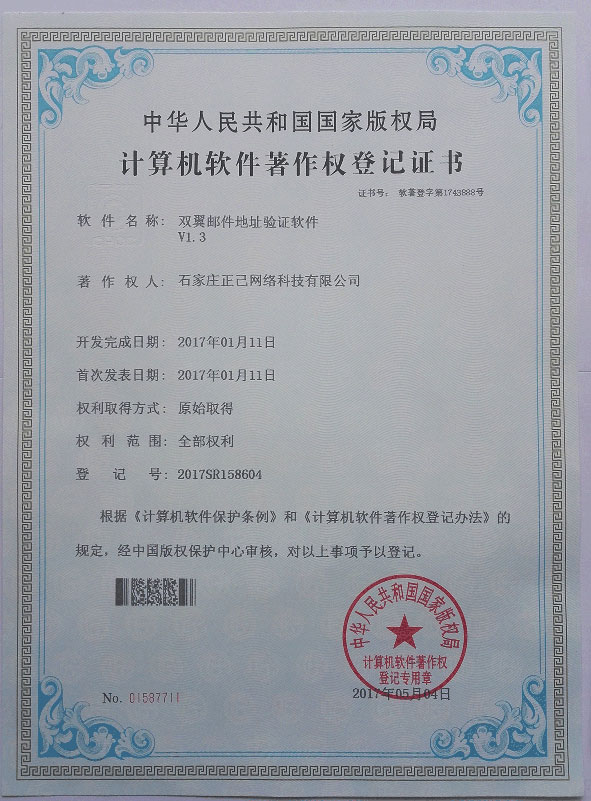 中华人民共和国国家版权局
计算机软件著作权登记证书
证书号: 软著登字第1743888号
软件名称: 双翼邮件地址验证软件
V1.3
著作权人: 石家庄正己网络科技有限公司
开发完成日期: 2017年01月11日
首次发表日期: 2017年01月11日
权利取得方式: 原始取得
权利范围: 全部权利
登记号: 2017SR158604
根据《计算机软件保护条例》和《计算机软件著作权登记办法》的
规定，经中国版权保护中心审核，对以上事项予以登记。
中华人民共和国国家版权局
计算机软件著作权
登记专用章
No. 01587711
2017年05月04日